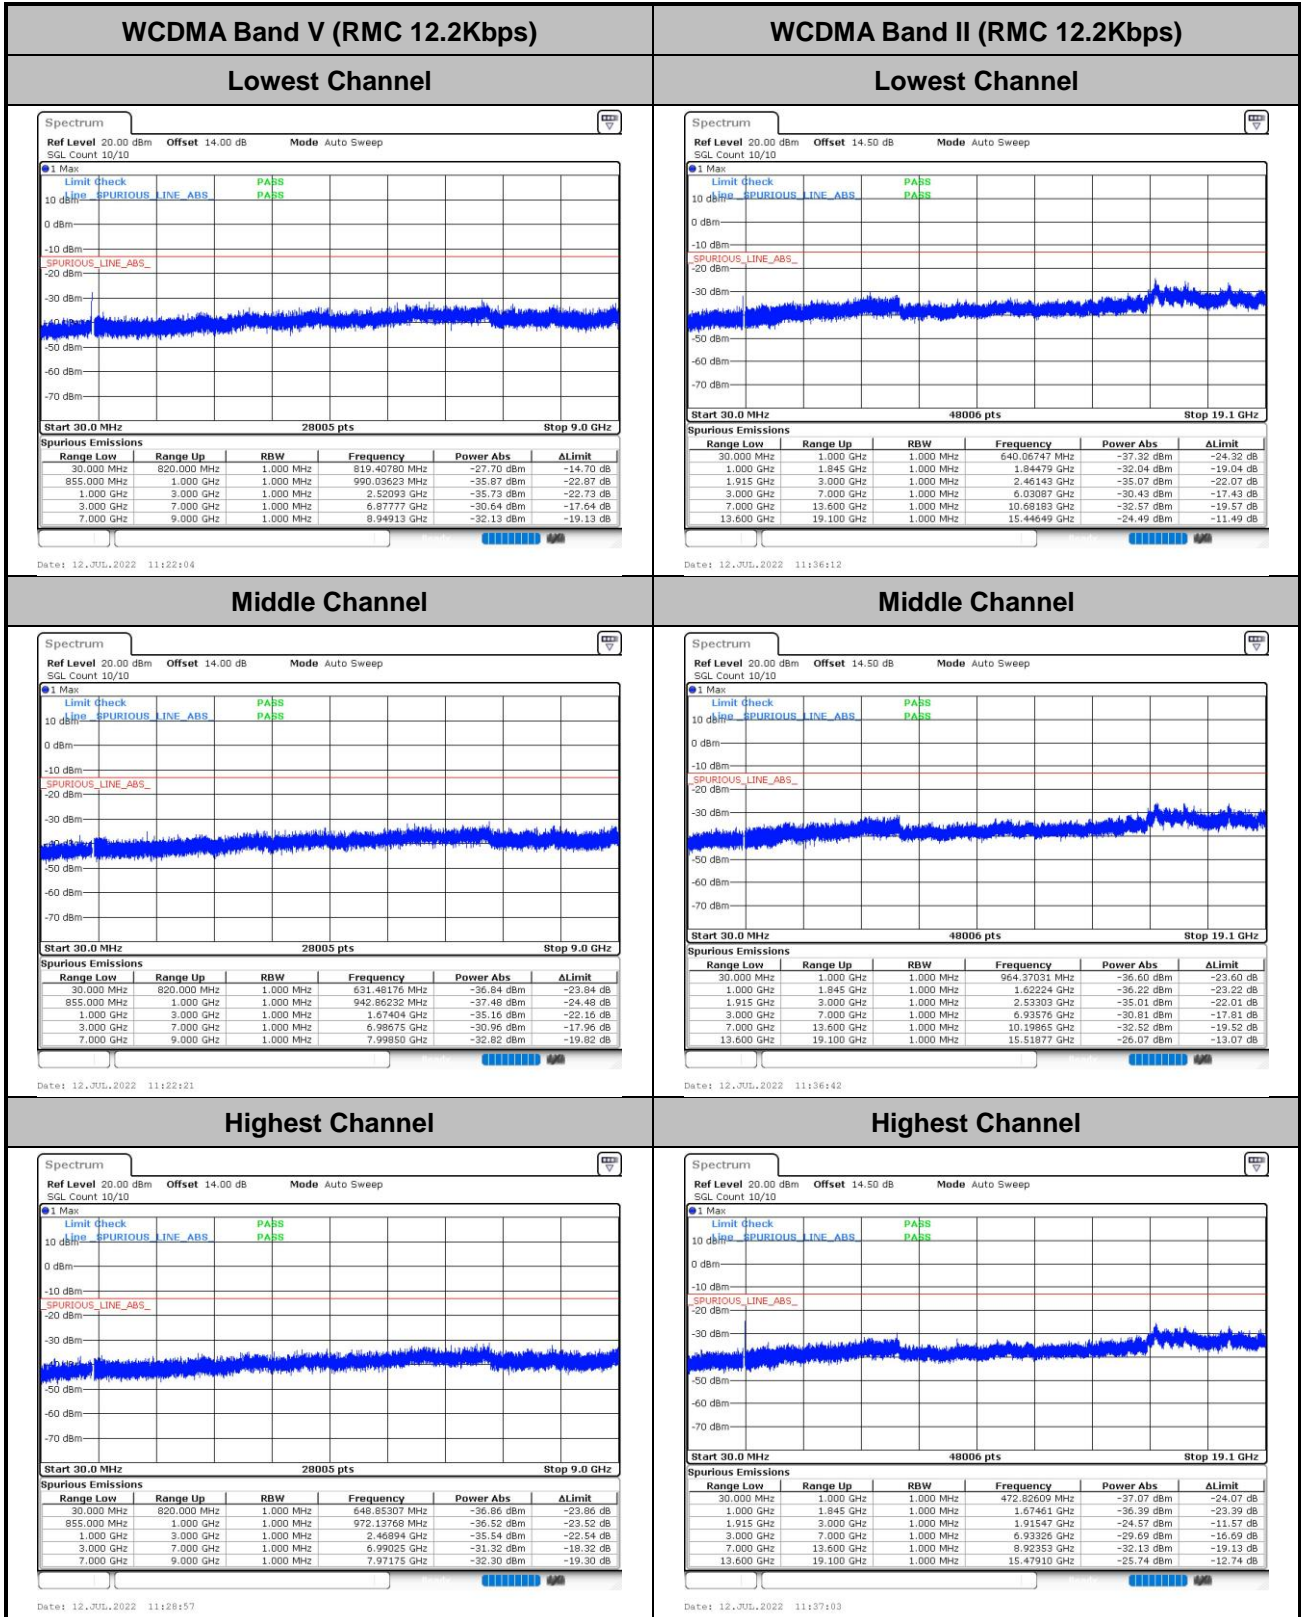 WCDMA Band V (RMC 12.2Kbps)
WCDMA Band II (RMC 12.2Kbps)
Lowest Channel
Lowest Channel
Spectrum
Ref Level 20.00 dBm Offset 14.00 dB Mode Auto Sweep
SGL Count 10/10
1 Max
Limit Check PASS
Line _SPURIOUS_LINE_ABS_ PASS
10 dBm
0 dBm
-10 dBm
_SPURIOUS_LINE_ABS_
-20 dBm
-30 dBm
-50 dBm
-60 dBm
-70 dBm
Start 30.0 MHz 28005 pts Stop 9.0 GHz
Spurious Emissions
Range Low Range Up RBW Frequency Power Abs ΔLimit
30.000 MHz 820.000 MHz 1.000 MHz 819.40780 MHz -27.70 dBm -14.70 dB
855.000 MHz 1.000 GHz 1.000 MHz 990.03623 MHz -35.87 dBm -22.87 dB
1.000 GHz 3.000 GHz 1.000 MHz 2.52093 GHz -35.73 dBm -22.73 dB
3.000 GHz 7.000 GHz 1.000 MHz 6.87777 GHz -30.64 dBm -17.64 dB
7.000 GHz 9.000 GHz 1.000 MHz 8.94913 GHz -32.13 dBm -19.13 dB
Date: 12.JUL.2022 11:22:04
Spectrum
Ref Level 20.00 dBm Offset 14.50 dB Mode Auto Sweep
SGL Count 10/10
1 Max
Limit Check PASS
Line _SPURIOUS_LINE_ABS_ PASS
10 dBm
0 dBm
-10 dBm
_SPURIOUS_LINE_ABS_
-20 dBm
-30 dBm
-50 dBm
-60 dBm
-70 dBm
Start 30.0 MHz 48006 pts Stop 19.1 GHz
Spurious Emissions
Range Low Range Up RBW Frequency Power Abs ΔLimit
30.000 MHz 1.000 GHz 1.000 MHz 640.06747 MHz -37.32 dBm -24.32 dB
1.000 GHz 1.845 GHz 1.000 MHz 1.84479 GHz -32.04 dBm -19.04 dB
1.915 GHz 3.000 GHz 1.000 MHz 2.46143 GHz -35.07 dBm -22.07 dB
3.000 GHz 7.000 GHz 1.000 MHz 6.03087 GHz -30.43 dBm -17.43 dB
7.000 GHz 13.600 GHz 1.000 MHz 10.68183 GHz -32.57 dBm -19.57 dB
13.600 GHz 19.100 GHz 1.000 MHz 15.44649 GHz -24.49 dBm -11.49 dB
Date: 12.JUL.2022 11:36:12
Middle Channel
Middle Channel
Spectrum
Ref Level 20.00 dBm Offset 14.00 dB Mode Auto Sweep
SGL Count 10/10
1 Max
Limit Check PASS
Line _SPURIOUS_LINE_ABS_ PASS
10 dBm
0 dBm
-10 dBm
_SPURIOUS_LINE_ABS_
-20 dBm
-30 dBm
-50 dBm
-60 dBm
-70 dBm
Start 30.0 MHz 28005 pts Stop 9.0 GHz
Spurious Emissions
Range Low Range Up RBW Frequency Power Abs ΔLimit
30.000 MHz 820.000 MHz 1.000 MHz 631.48176 MHz -36.84 dBm -23.84 dB
855.000 MHz 1.000 GHz 1.000 MHz 942.86232 MHz -37.48 dBm -24.48 dB
1.000 GHz 3.000 GHz 1.000 MHz 1.67404 GHz -35.16 dBm -22.16 dB
3.000 GHz 7.000 GHz 1.000 MHz 6.98675 GHz -30.96 dBm -17.96 dB
7.000 GHz 9.000 GHz 1.000 MHz 7.99850 GHz -32.82 dBm -19.82 dB
Date: 12.JUL.2022 11:22:21
Spectrum
Ref Level 20.00 dBm Offset 14.50 dB Mode Auto Sweep
SGL Count 10/10
1 Max
Limit Check PASS
Line _SPURIOUS_LINE_ABS_ PASS
10 dBm
0 dBm
-10 dBm
_SPURIOUS_LINE_ABS_
-20 dBm
-30 dBm
-50 dBm
-60 dBm
-70 dBm
Start 30.0 MHz 48006 pts Stop 19.1 GHz
Spurious Emissions
Range Low Range Up RBW Frequency Power Abs ΔLimit
30.000 MHz 1.000 GHz 1.000 MHz 964.37031 MHz -36.60 dBm -23.60 dB
1.000 GHz 1.845 GHz 1.000 MHz 1.62224 GHz -36.22 dBm -23.22 dB
1.915 GHz 3.000 GHz 1.000 MHz 2.53303 GHz -35.01 dBm -22.01 dB
3.000 GHz 7.000 GHz 1.000 MHz 6.93576 GHz -30.81 dBm -17.81 dB
7.000 GHz 13.600 GHz 1.000 MHz 10.19865 GHz -32.52 dBm -19.52 dB
13.600 GHz 19.100 GHz 1.000 MHz 15.51877 GHz -26.07 dBm -13.07 dB
Date: 12.JUL.2022 11:36:42
Highest Channel
Highest Channel
Spectrum
Ref Level 20.00 dBm Offset 14.00 dB Mode Auto Sweep
SGL Count 10/10
1 Max
Limit Check PASS
Line _SPURIOUS_LINE_ABS_ PASS
10 dBm
0 dBm
-10 dBm
_SPURIOUS_LINE_ABS_
-20 dBm
-30 dBm
-50 dBm
-60 dBm
-70 dBm
Start 30.0 MHz 28005 pts Stop 9.0 GHz
Spurious Emissions
Range Low Range Up RBW Frequency Power Abs ΔLimit
30.000 MHz 820.000 MHz 1.000 MHz 648.85307 MHz -36.86 dBm -23.86 dB
855.000 MHz 1.000 GHz 1.000 MHz 972.13768 MHz -36.52 dBm -23.52 dB
1.000 GHz 3.000 GHz 1.000 MHz 2.46894 GHz -35.54 dBm -22.54 dB
3.000 GHz 7.000 GHz 1.000 MHz 6.99025 GHz -31.32 dBm -18.32 dB
7.000 GHz 9.000 GHz 1.000 MHz 7.97175 GHz -32.30 dBm -19.30 dB
Date: 12.JUL.2022 11:28:57
Spectrum
Ref Level 20.00 dBm Offset 14.50 dB Mode Auto Sweep
SGL Count 10/10
1 Max
Limit Check PASS
Line _SPURIOUS_LINE_ABS_ PASS
10 dBm
0 dBm
-10 dBm
_SPURIOUS_LINE_ABS_
-20 dBm
-30 dBm
-50 dBm
-60 dBm
-70 dBm
Start 30.0 MHz 48006 pts Stop 19.1 GHz
Spurious Emissions
Range Low Range Up RBW Frequency Power Abs ΔLimit
30.000 MHz 1.000 GHz 1.000 MHz 472.82609 MHz -37.07 dBm -24.07 dB
1.000 GHz 1.845 GHz 1.000 MHz 1.67461 GHz -36.39 dBm -23.39 dB
1.915 GHz 3.000 GHz 1.000 MHz 1.91547 GHz -24.57 dBm -11.57 dB
3.000 GHz 7.000 GHz 1.000 MHz 6.93326 GHz -29.69 dBm -16.69 dB
7.000 GHz 13.600 GHz 1.000 MHz 8.92353 GHz -32.13 dBm -19.13 dB
13.600 GHz 19.100 GHz 1.000 MHz 15.47910 GHz -25.74 dBm -12.74 dB
Date: 12.JUL.2022 11:37:03